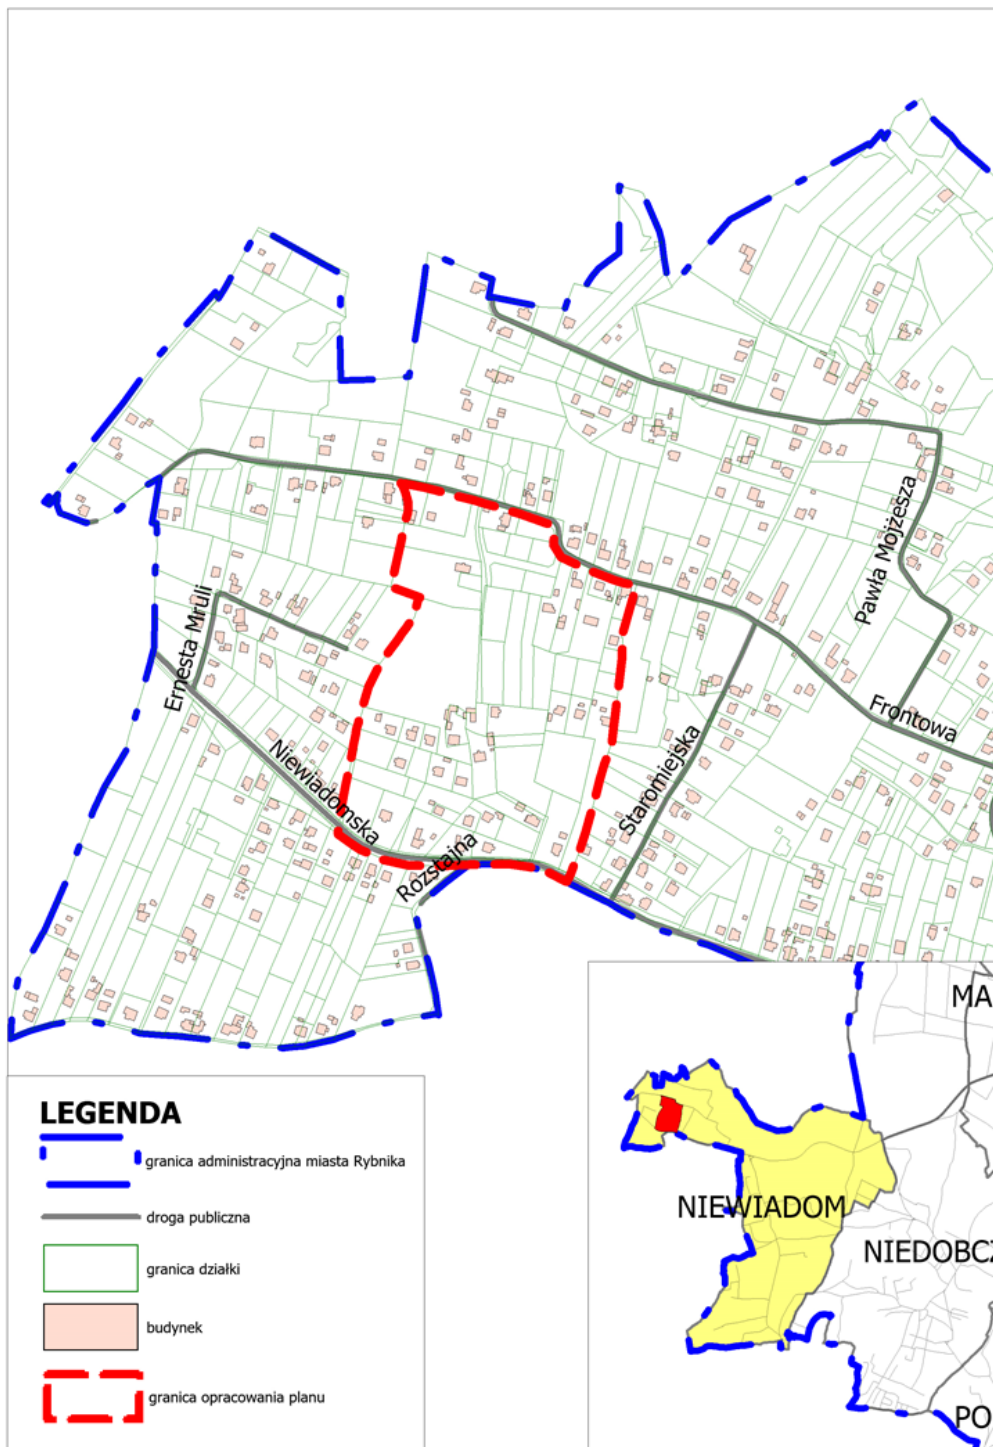 Pawła Mojżesza
Ernesta Mruli
Frontowa
Niewiadomska
Staromiejska
Rozstajna
LEGENDA
granica administracyjna miasta Rybnika
droga publiczna
granica działki
budynek
granica opracowania planu
MA
NIEWIADOM
NIEDOBCZ
PO